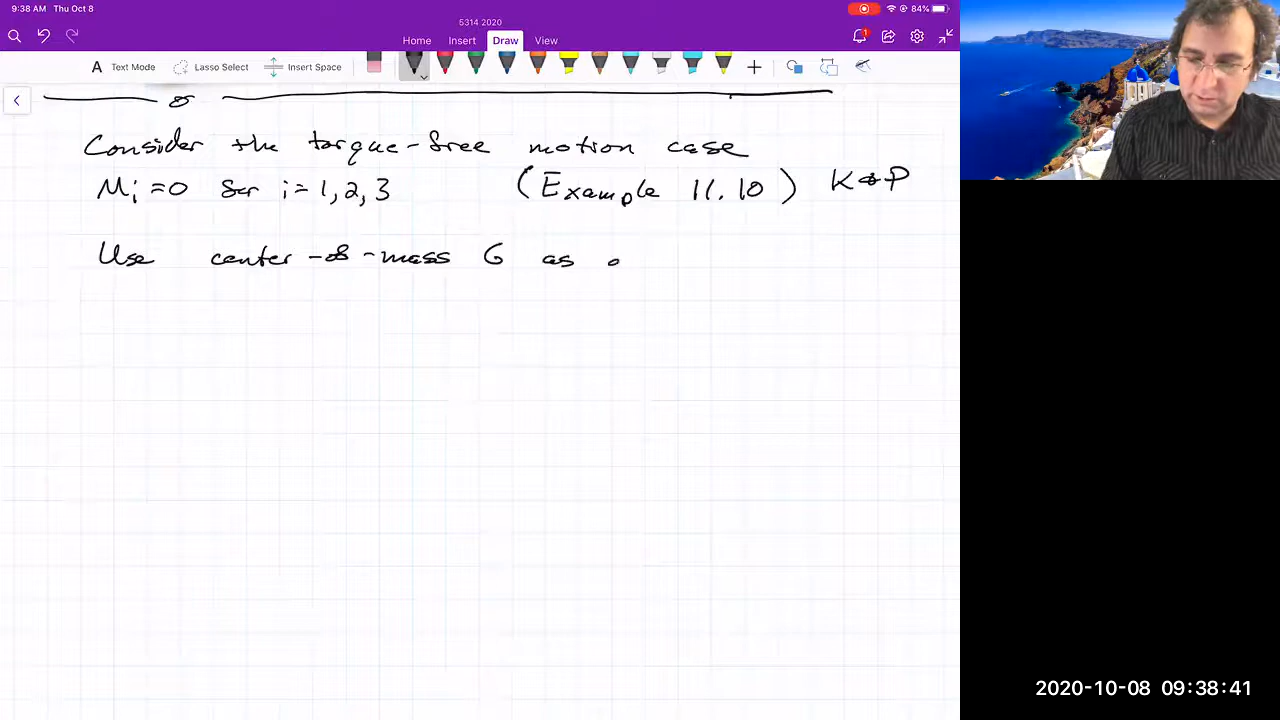 9:38 AM Thu Oct 8
84%
5314 2020
Home Insert Draw View
Text Mode Lasso Select Insert Space
of
Consider the torque-free motion case
Mi = 0 for i = 1, 2, 3 (Example 11.10) K&P
Use center-of-mass G as o
2020-10-08 09:38:41